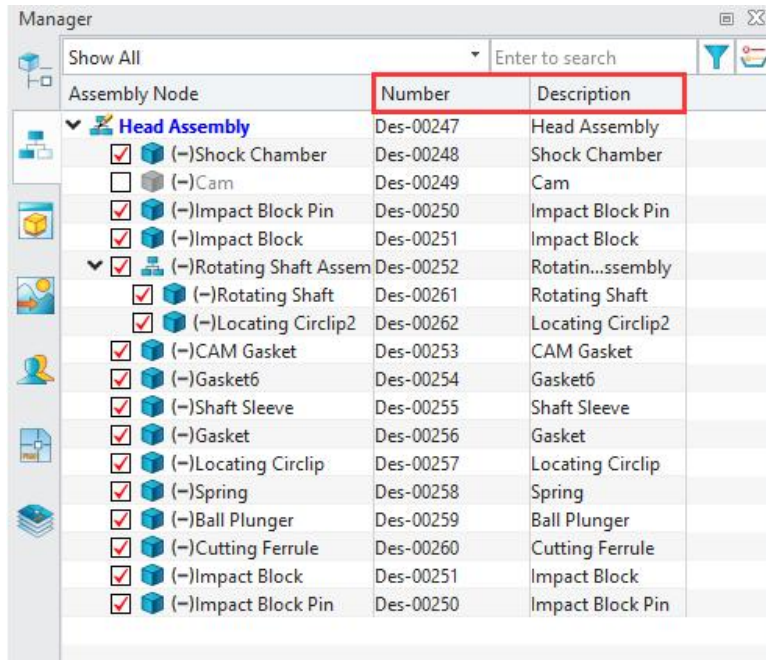 Manager
Show All Enter to search
Assembly Node Number Description
Head Assembly Des-00247 Head Assembly
(-)Shock Chamber Des-00248 Shock Chamber
(-)Cam Des-00249 Cam
(-)Impact Block Pin Des-00250 Impact Block Pin
(-)Impact Block Des-00251 Impact Block
(-)Rotating Shaft Assem Des-00252 Rotatin...ssembly
(-)Rotating Shaft Des-00261 Rotating Shaft
(-)Locating Circlip2 Des-00262 Locating Circlip2
(-)CAM Gasket Des-00253 CAM Gasket
(-)Gasket6 Des-00254 Gasket6
(-)Shaft Sleeve Des-00255 Shaft Sleeve
(-)Gasket Des-00256 Gasket
(-)Locating Circlip Des-00257 Locating Circlip
(-)Spring Des-00258 Spring
(-)Ball Plunger Des-00259 Ball Plunger
(-)Cutting Ferrule Des-00260 Cutting Ferrule
(-)Impact Block Des-00251 Impact Block
(-)Impact Block Pin Des-00250 Impact Block Pin